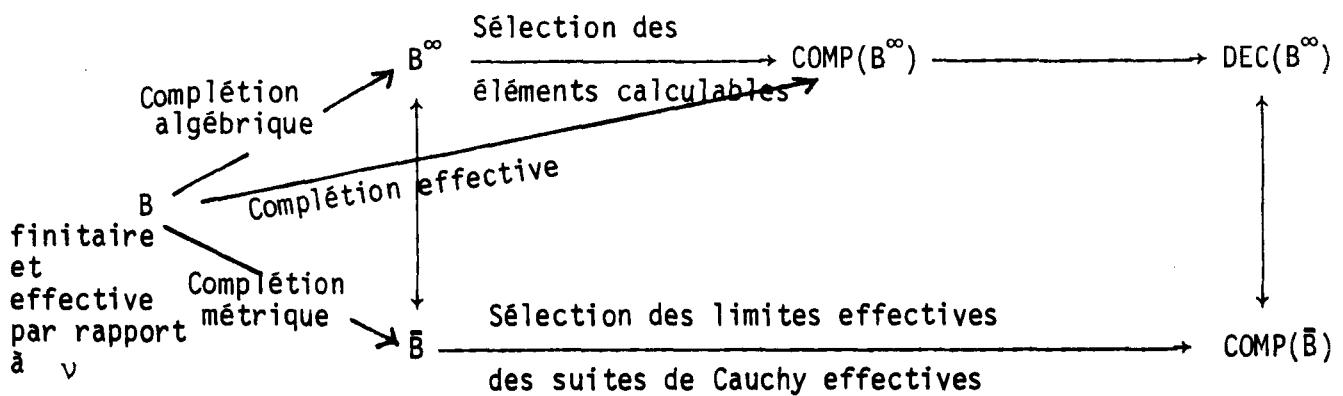 Sélection des
B^∞
COMP(B^∞)
DEC(B^∞)
éléments calculables
Complétion
algébrique
Complétion effective
B
finitaire
et
effective
par rapport
à ν
Complétion
métrique
Sélection des limites effectives
B̄
COMP(B̄)
des suites de Cauchy effectives